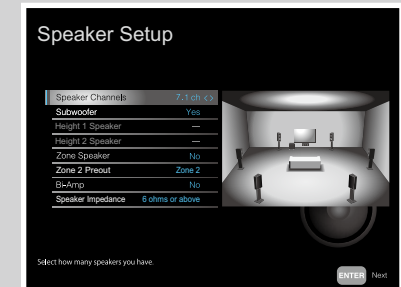 Speaker Setup
Speaker Channels 7.1 ch <>
Subwoofer Yes
Height 1 Speaker —
Height 2 Speaker —
Zone Speaker No
Zone 2 Preout Zone 2
Bi-Amp No
Speaker Impedance 6 ohms or above
Select how many speakers you have.
ENTER Next